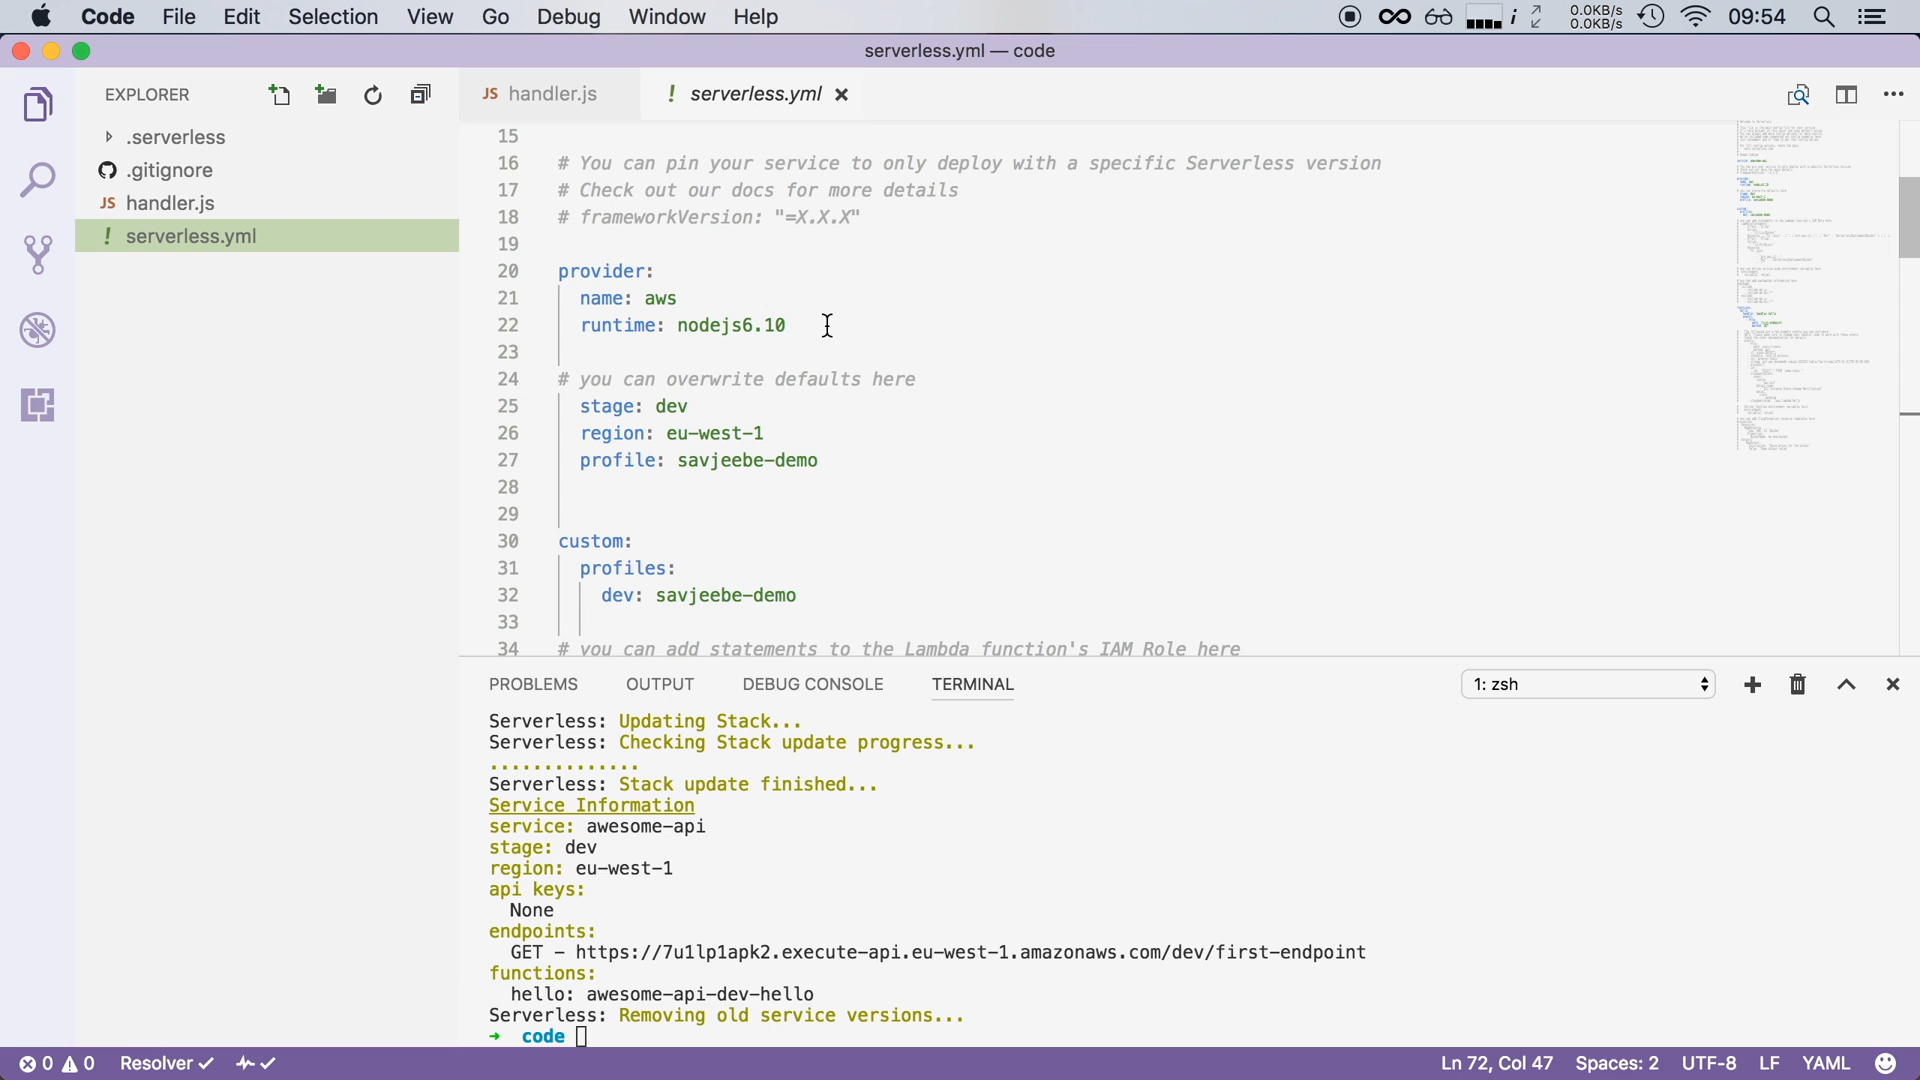 Code File Edit Selection View Go Debug Window Help
0.0KB/s
0.0KB/s
09:54
serverless.yml — code
EXPLORER
.serverless
.gitignore
JS handler.js
! serverless.yml
JS handler.js
! serverless.yml
15
16 # You can pin your service to only deploy with a specific Serverless version
17 # Check out our docs for more details
18 # frameworkVersion: "=X.X.X"
19
20 provider:
21 name: aws
22 runtime: nodejs6.10
23
24 # you can overwrite defaults here
25 stage: dev
26 region: eu-west-1
27 profile: savjeebe-demo
28
29
30 custom:
31 profiles:
32 dev: savjeebe-demo
33
34 # you can add statements to the Lambda function's IAM Role here
PROBLEMS OUTPUT DEBUG CONSOLE TERMINAL
1: zsh
Serverless: Updating Stack...
Serverless: Checking Stack update progress...
..............
Serverless: Stack update finished...
Service Information
service: awesome-api
stage: dev
region: eu-west-1
api keys:
None
endpoints:
GET - https://7u1lp1apk2.execute-api.eu-west-1.amazonaws.com/dev/first-endpoint
functions:
hello: awesome-api-dev-hello
Serverless: Removing old service versions...
➜ code
0 0 Resolver
Ln 72, Col 47 Spaces: 2 UTF-8 LF YAML